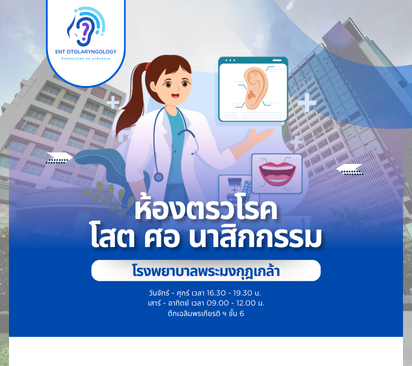 ENT OTOLARYNGOLOGY
ห้องตรวจโรค
โสต ศอ นาสิกกรรม
โรงพยาบาลพระมงกุฎเกล้า
วันจันทร์ - ศุกร์ เวลา 16.30 - 19.30 น.
เสาร์ - อาทิตย์ เวลา 09.00 - 12.00 น.
ตึกเฉลิมพระเกียรติ ฯ ชั้น 6